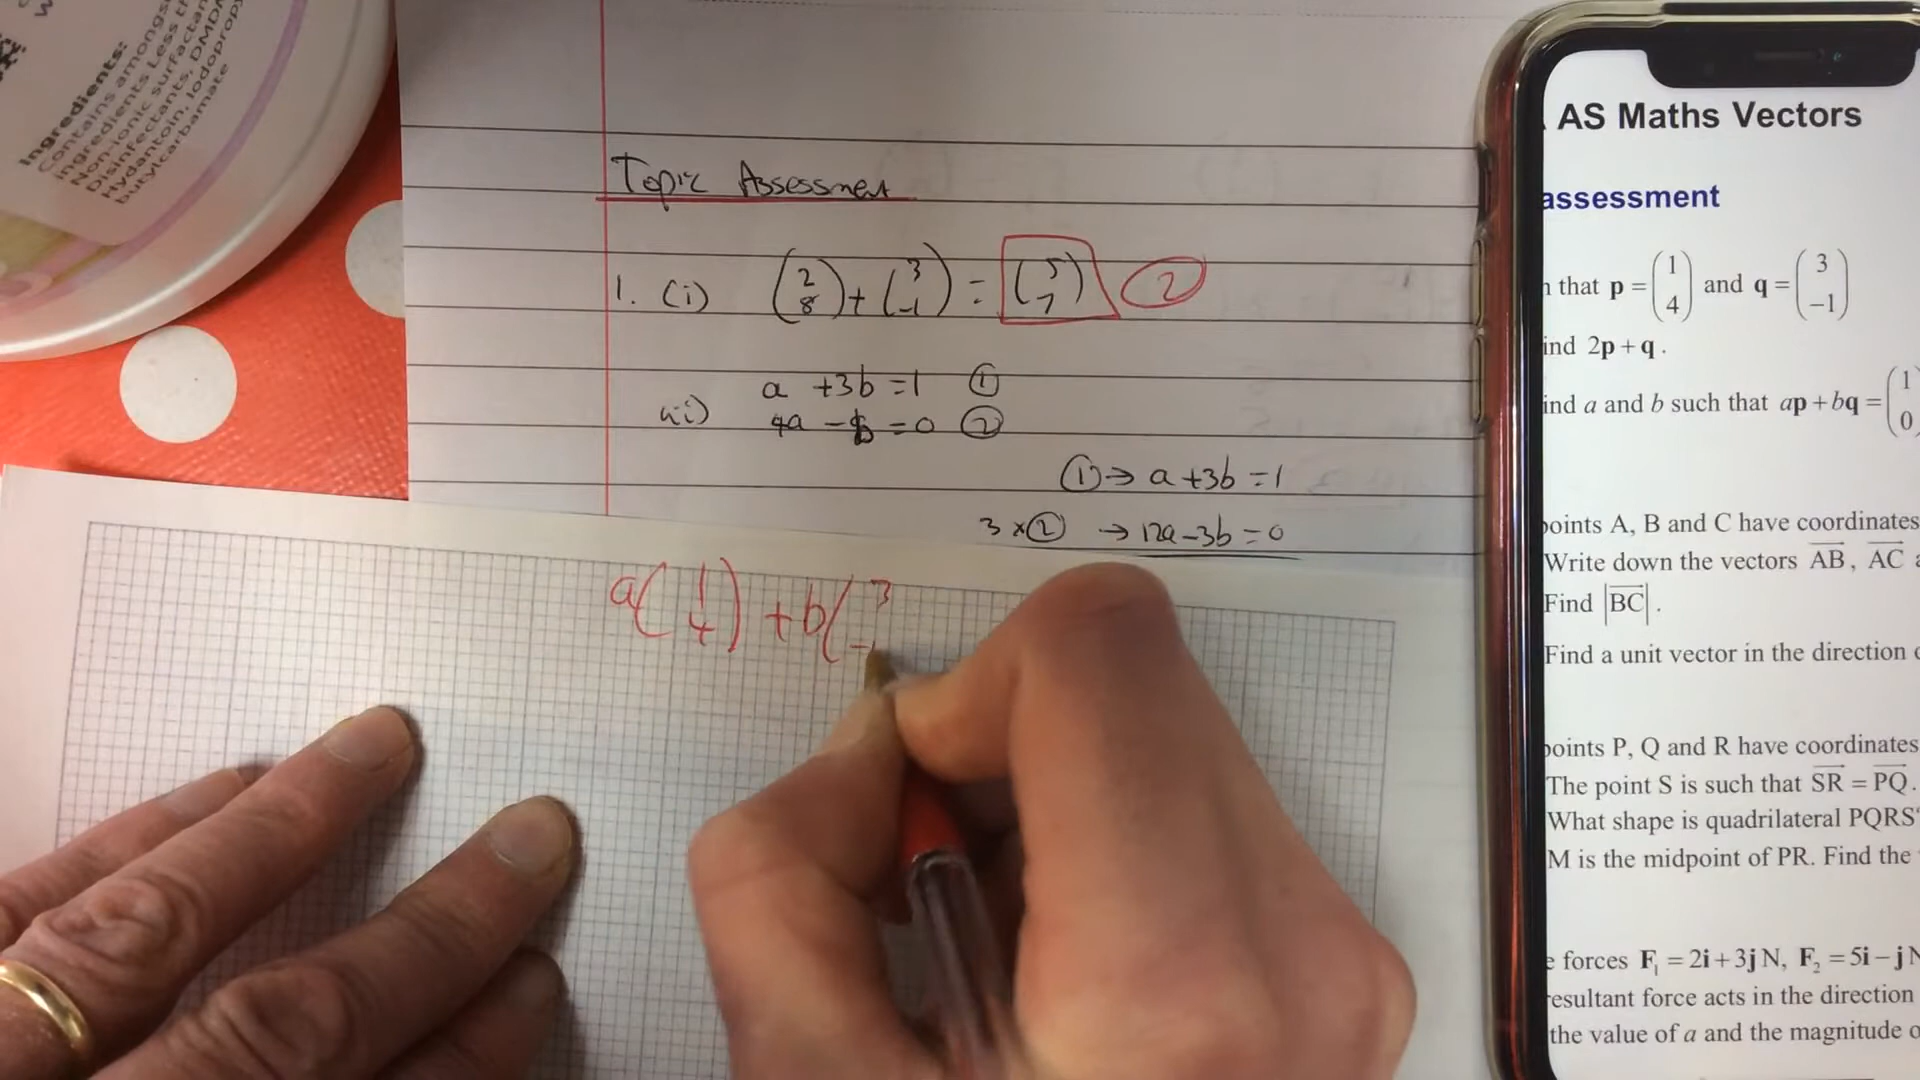 Ingredients:
Contains amongst
ingredients Less th
Non-ionic surfactan
Disinfectants, DMDM
Hydantoin, Iodopropy
butylcarbamate
Topic Assessment
1. (i) (2 8) + (3 -1) = (5 7) 2
ii) a +3b =1 ①
4a - b =0 ②
① → a +3b =1
3 × ② → 12a -3b = 0
a(1 4) + b(3 -1
AS Maths Vectors
assessment
that p = (1 4) and q = (3 −1)
ind 2p + q .
ind a and b such that ap + bq = (1 0)
oints A, B and C have coordinates
Write down the vectors AB , AC
Find |BC| .
Find a unit vector in the direction
oints P, Q and R have coordinates
The point S is such that SR = PQ.
What shape is quadrilateral PQRS
M is the midpoint of PR. Find the
e forces F₁ = 2i + 3j N, F₂ = 5i − j N
esultant force acts in the direction
the value of a and the magnitude o